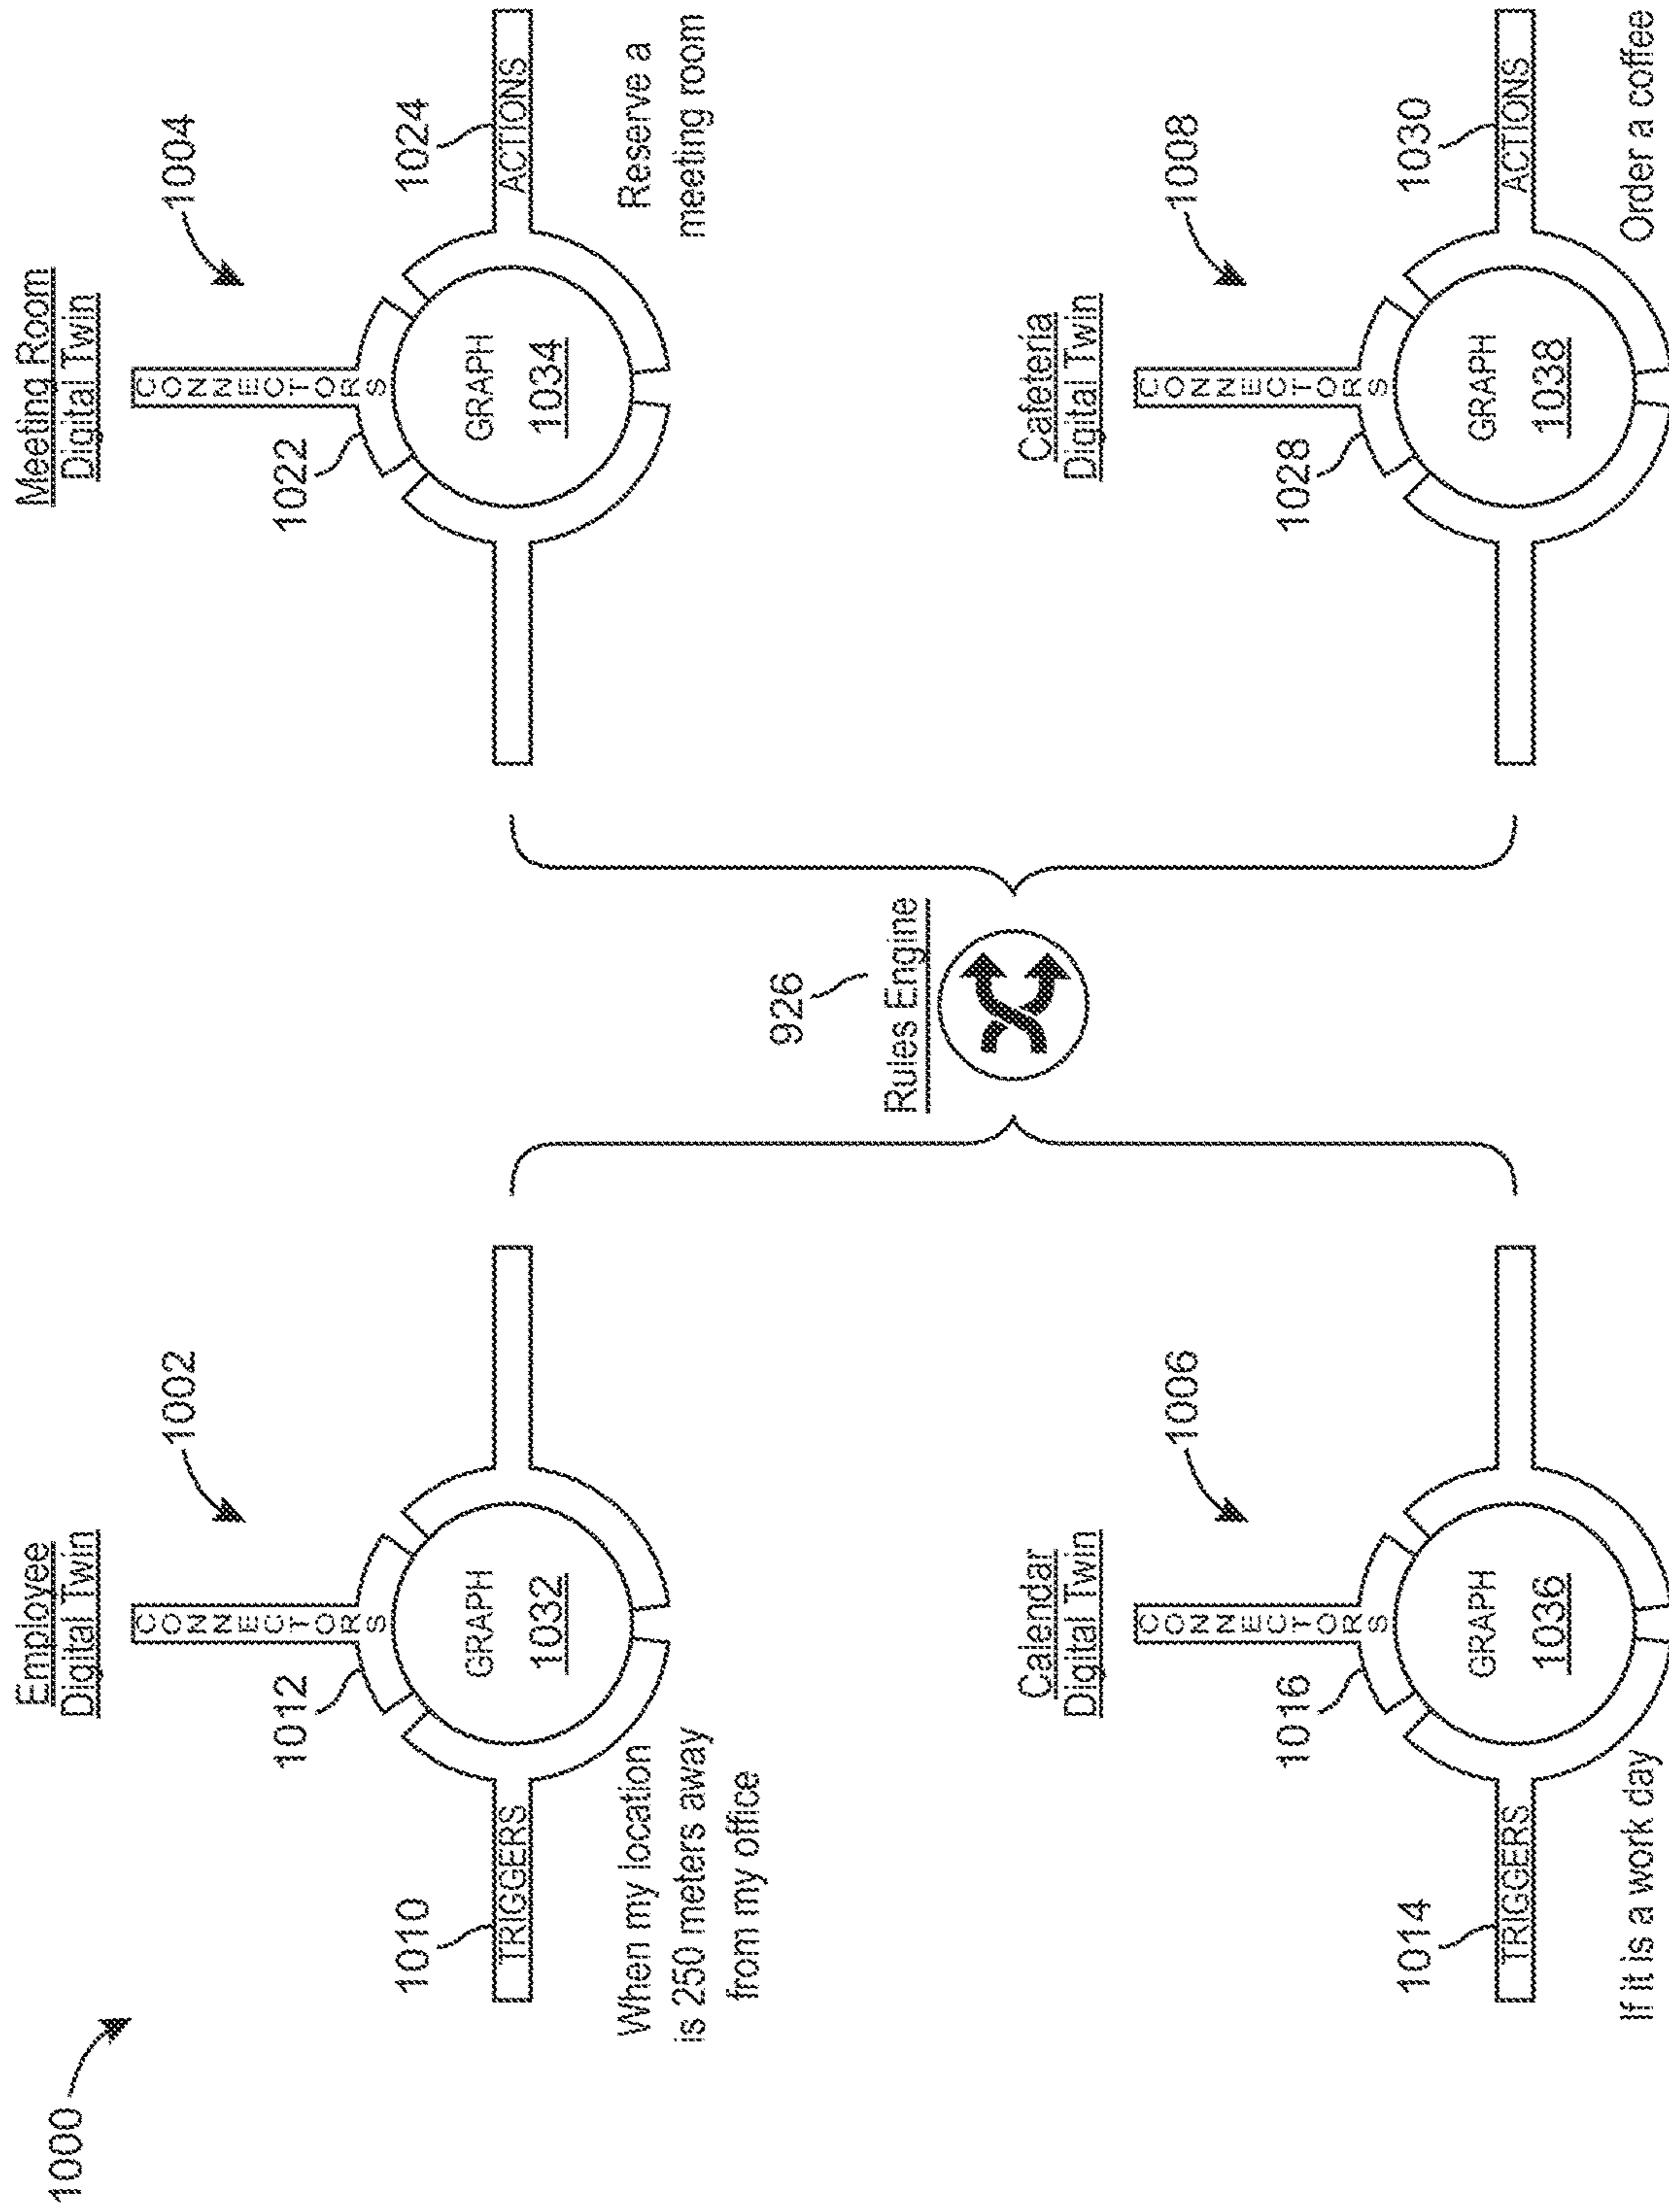 1000
Employee
Digital Twin
1002
CONNECTORS
1012
1010
TRIGGERS
GRAPH
1032
When my location
is 250 meters away
from my office
Meeting Room
Digital Twin
1004
CONNECTORS
1022
1024
ACTIONS
GRAPH
1034
Reserve a
meeting room
926
Rules Engine
Calendar
Digital Twin
1006
CONNECTORS
1016
1014
TRIGGERS
GRAPH
1036
If it is a work day
Cafeteria
Digital Twin
1008
CONNECTORS
1028
1030
ACTIONS
GRAPH
1038
Order a coffee